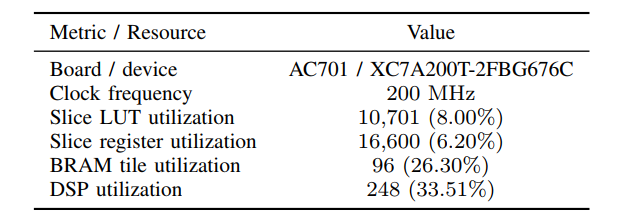 Metric / Resource Value
Board / device AC701 / XC7A200T-2FBG676C
Clock frequency 200 MHz
Slice LUT utilization 10,701 (8.00%)
Slice register utilization 16,600 (6.20%)
BRAM tile utilization 96 (26.30%)
DSP utilization 248 (33.51%)